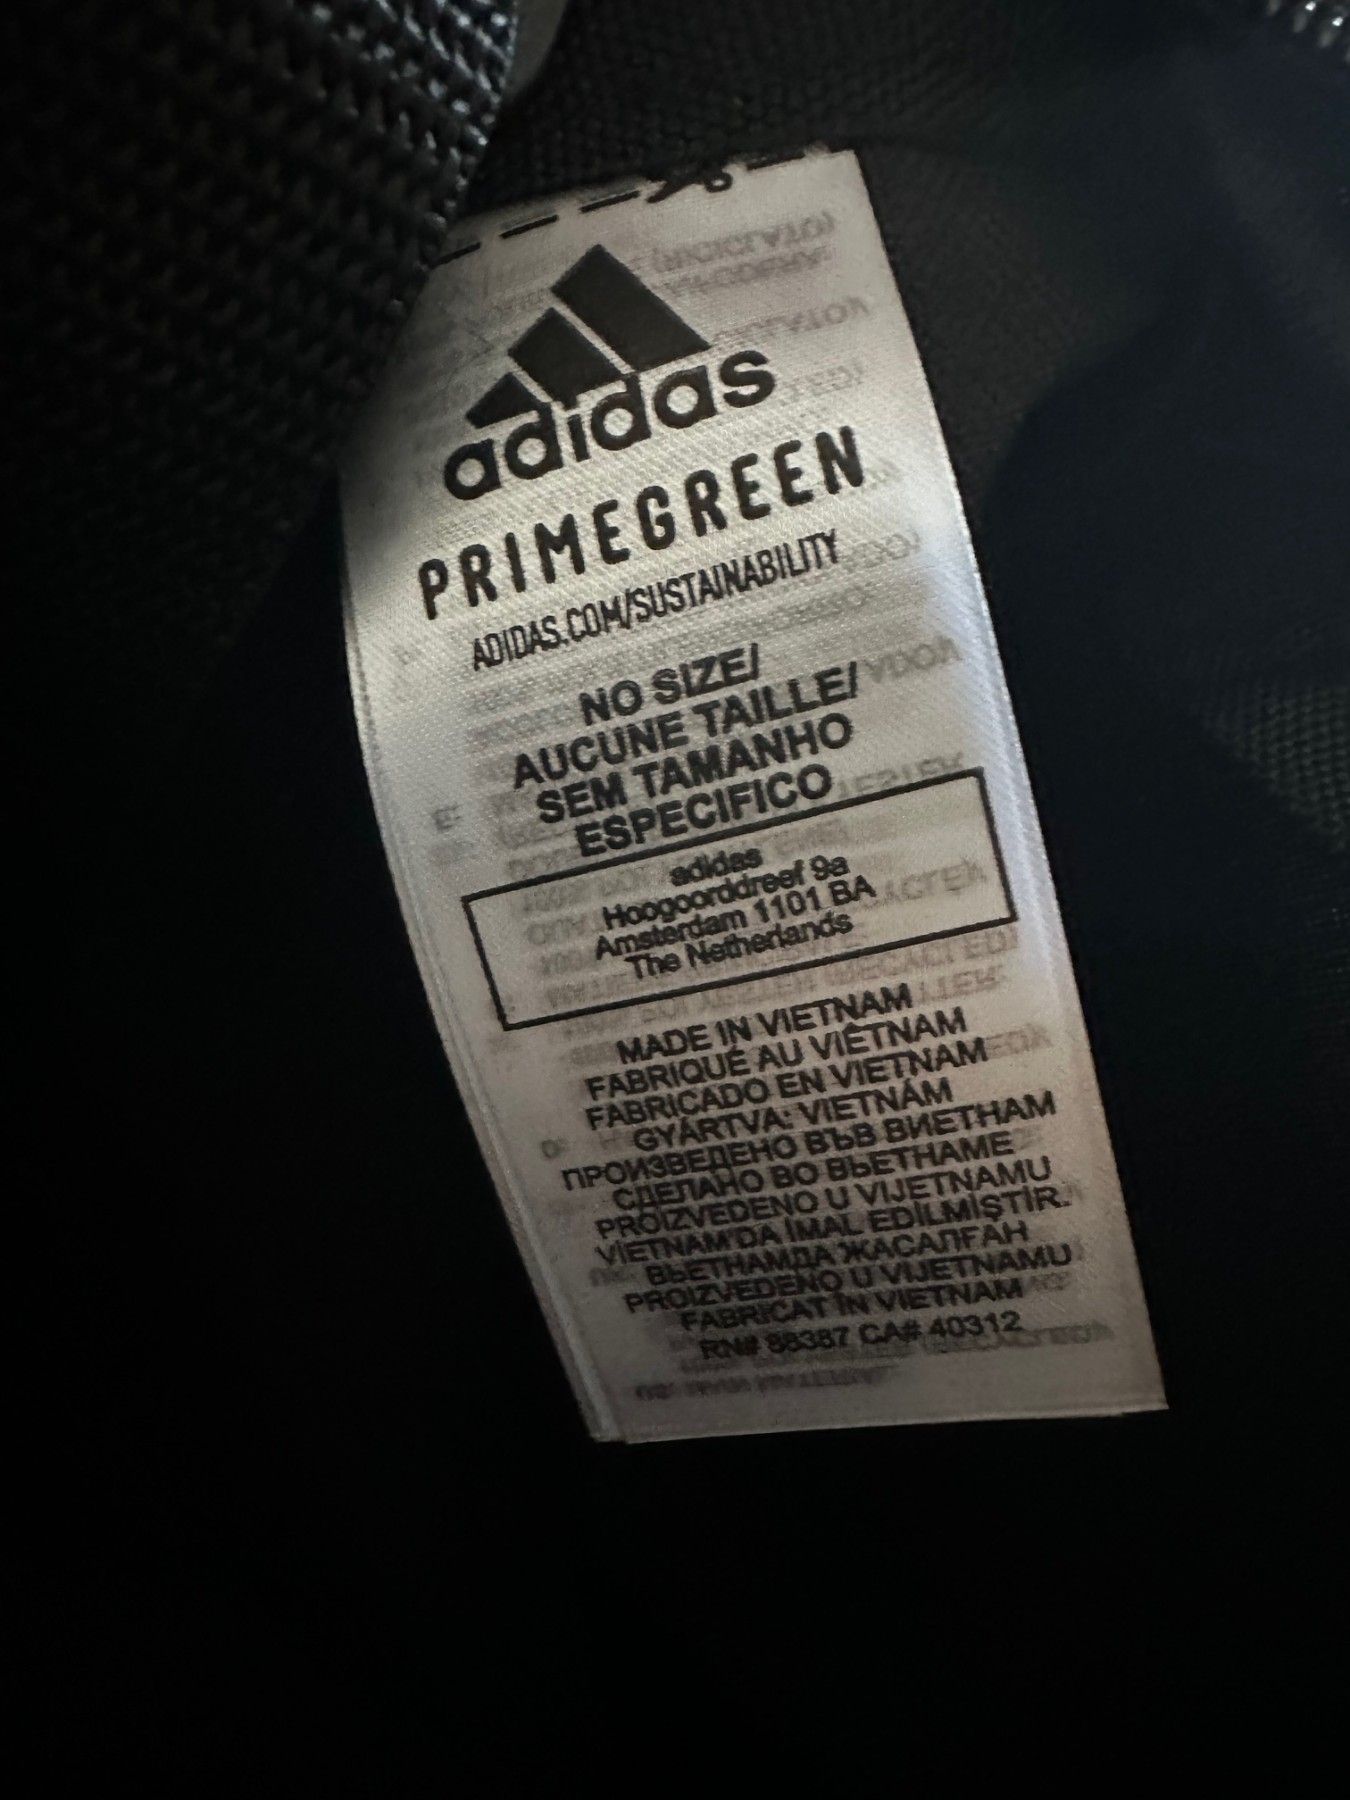 adidas
PRIMEGREEN
ADIDAS.COM/SUSTAINABILITY
NO SIZE/
AUCUNE TAILLE/
SEM TAMANHO
ESPECIFICO
adidas
Hoogoorddreef 9a
Amsterdam 1101 BA
The Netherlands
MADE IN VIETNAM
FABRIQUÉ AU VIÊTNAM
FABRICADO EN VIETNAM
GYÁRTVA: VIETNÁM
ПРОИЗВЕДЕНО ВЪВ ВИЕТНАМ
СДЕЛАНО ВО ВЬЕТНАМЕ
PROIZVEDENO U VIJETNAMU
VIETNAM'DA İMAL EDİLMİŞTİR.
ВЬЕТНАМДА ЖАСАЛҒАН
PROIZVEDENO U VIJETNAMU
FABRICAT ÎN VIETNAM
RN# 88387 CA# 40312